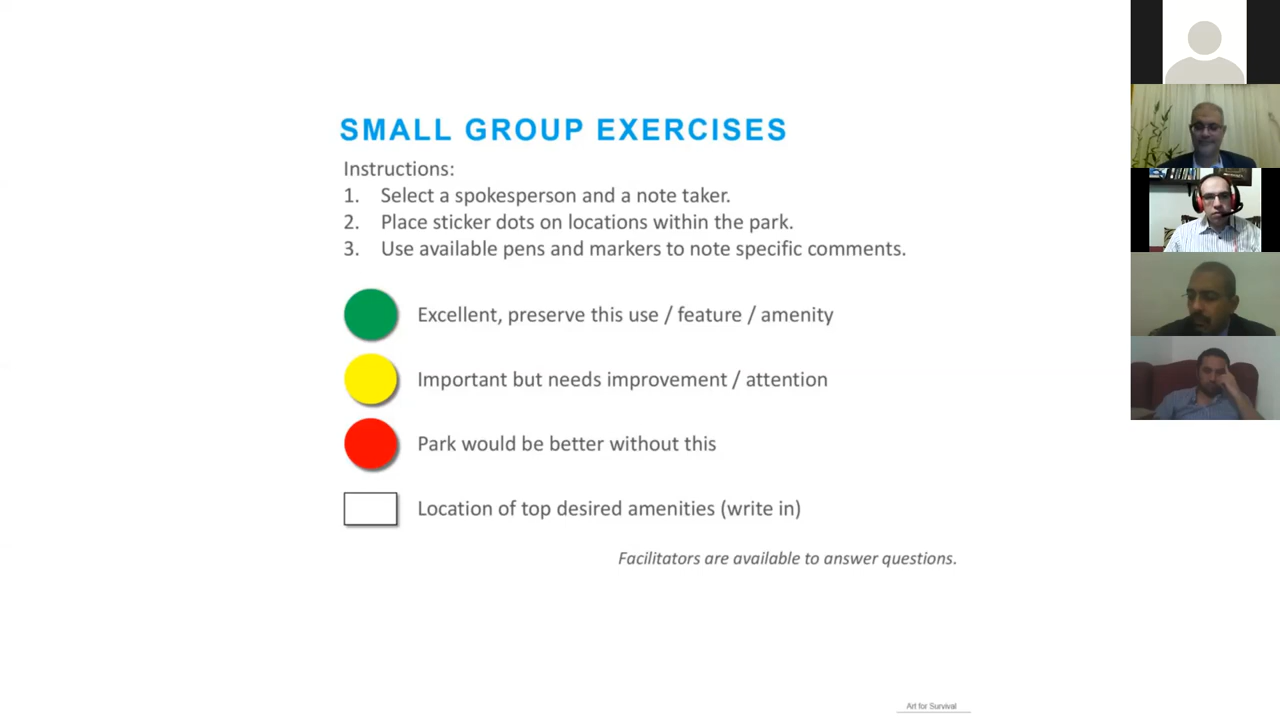 SMALL GROUP EXERCISES
Instructions:
1. Select a spokesperson and a note taker.
2. Place sticker dots on locations within the park.
3. Use available pens and markers to note specific comments.
Excellent, preserve this use / feature / amenity
Important but needs improvement / attention
Park would be better without this
Location of top desired amenities (write in)
Facilitators are available to answer questions.
Art for Survival